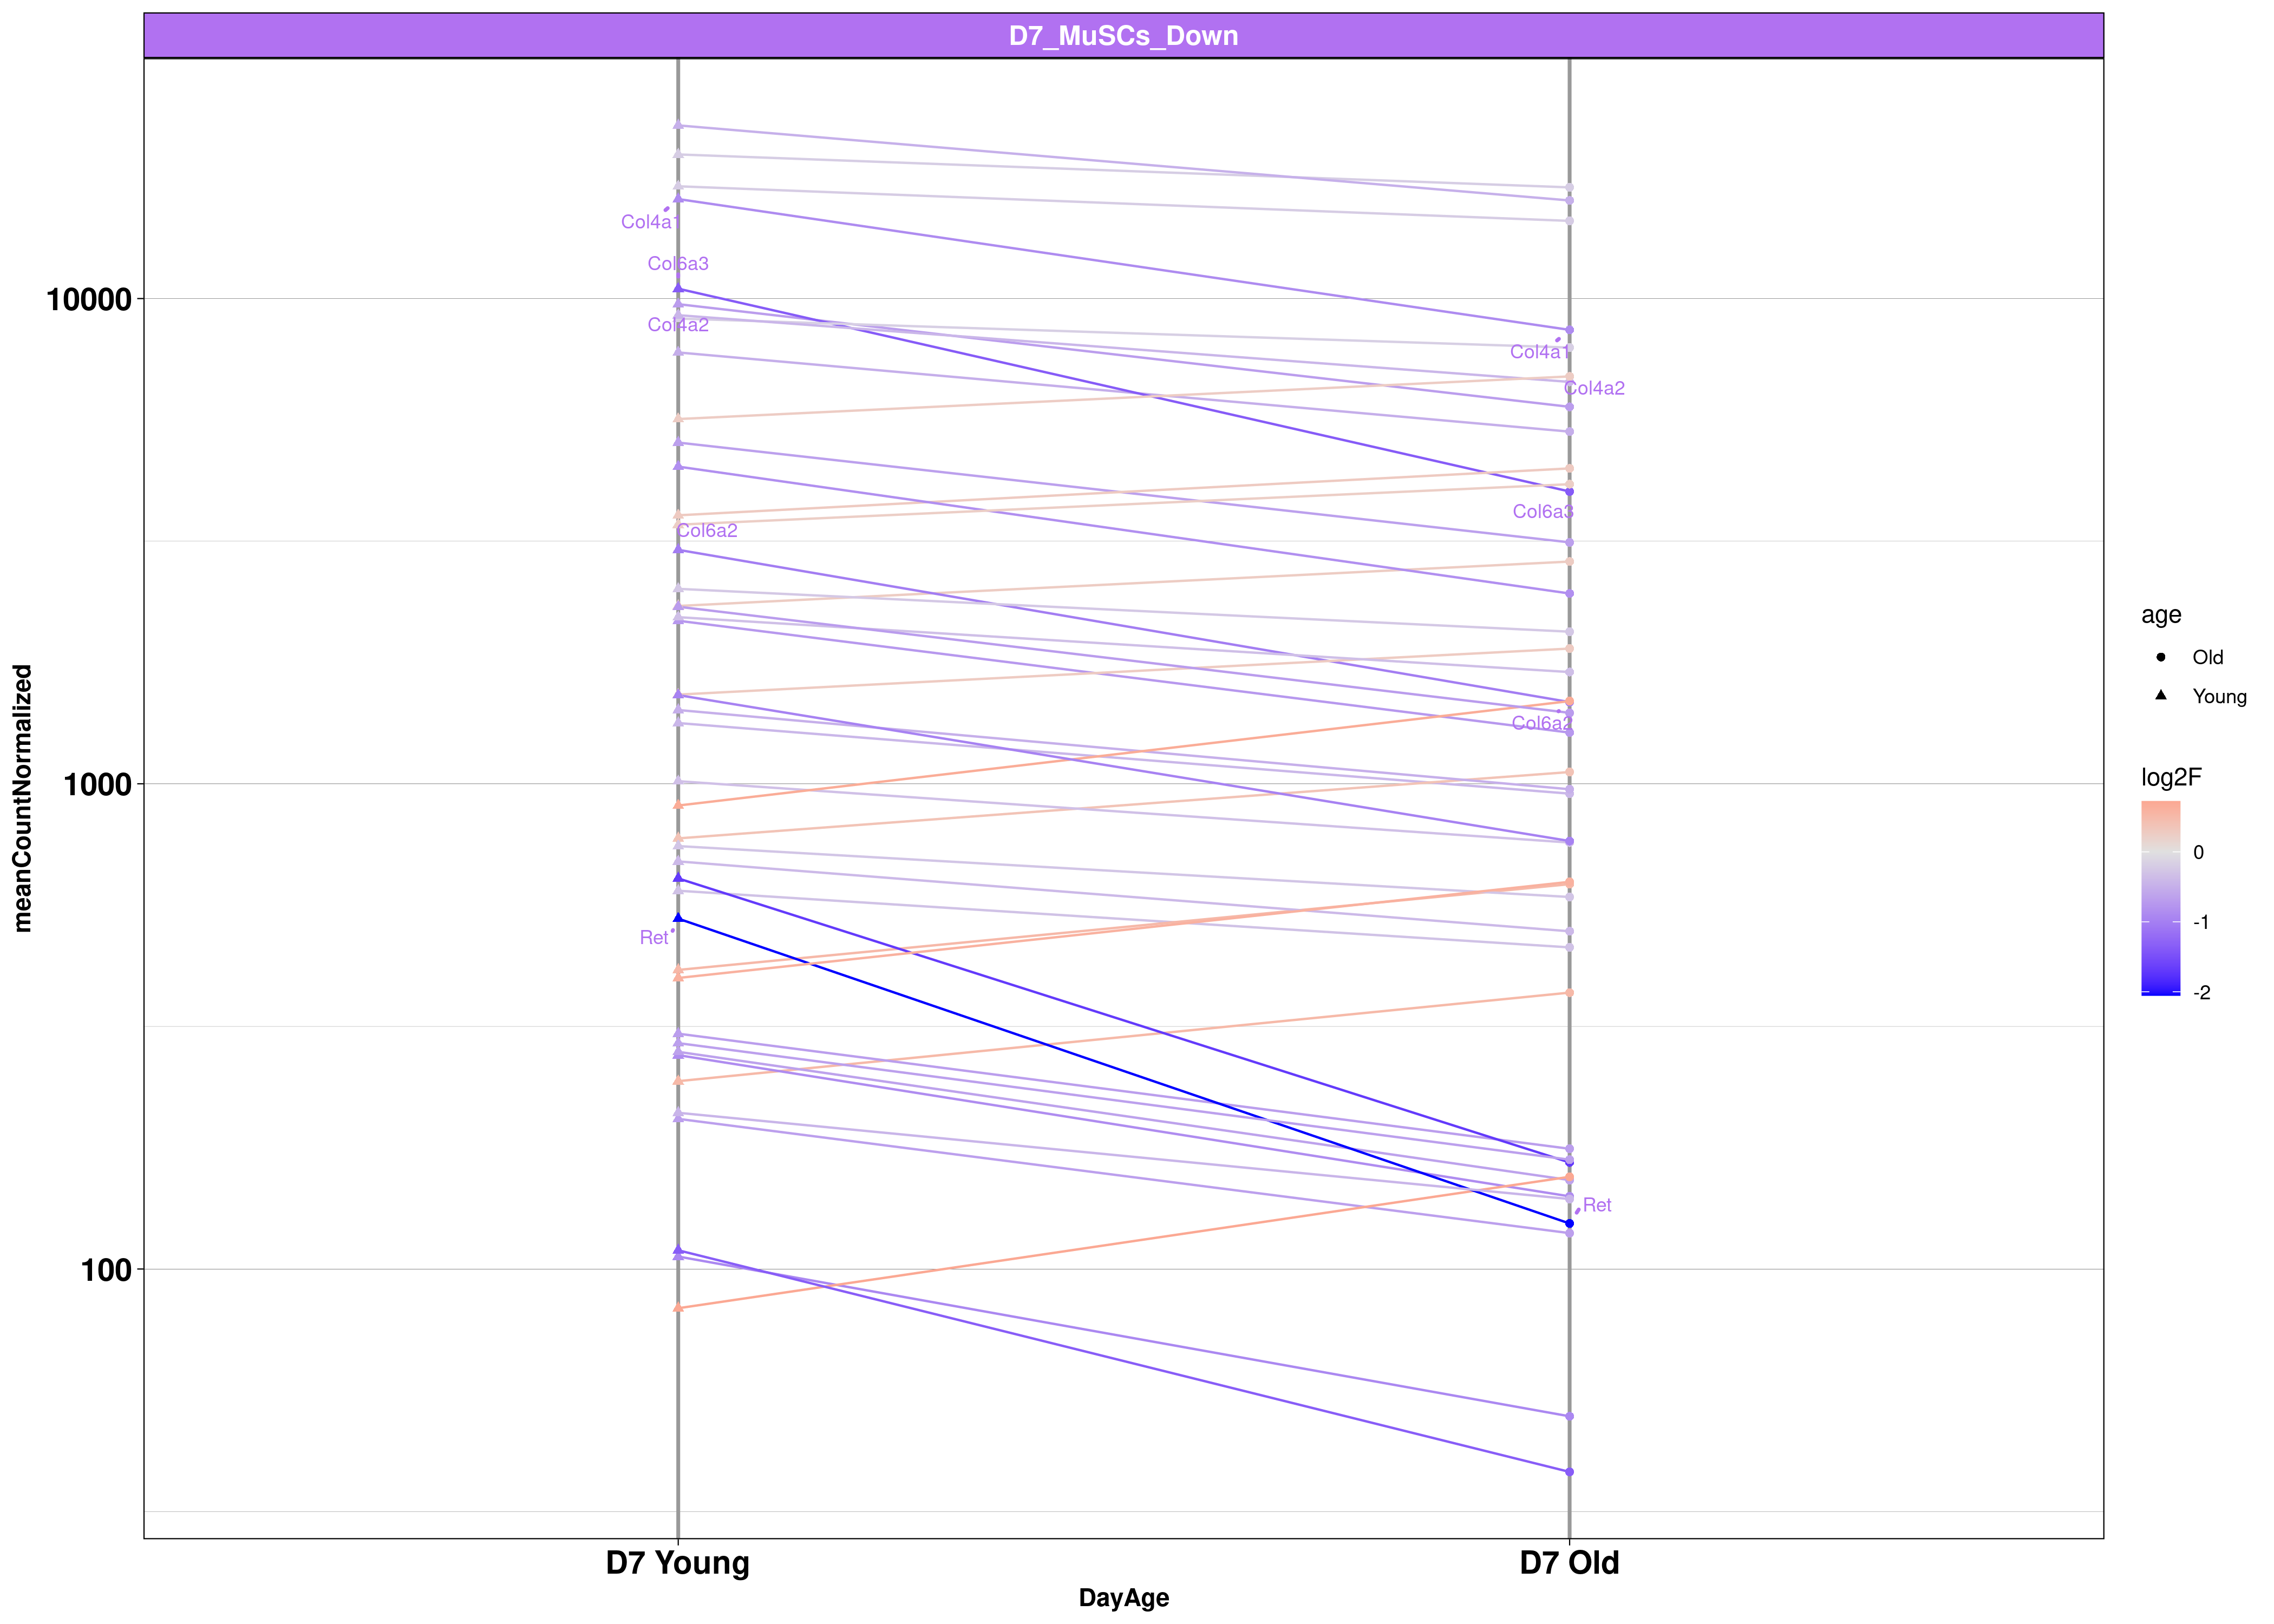 D7_MuSCs_Down
meanCountNormalized
10000
1000
100
Col4a1
Col6a3
Col4a2
Col6a2
Ret
Col4a1
Col4a2
Col6a3
Col6a2
Ret
D7 Young
D7 Old
DayAge
age
Old
Young
log2F
0
-1
-2